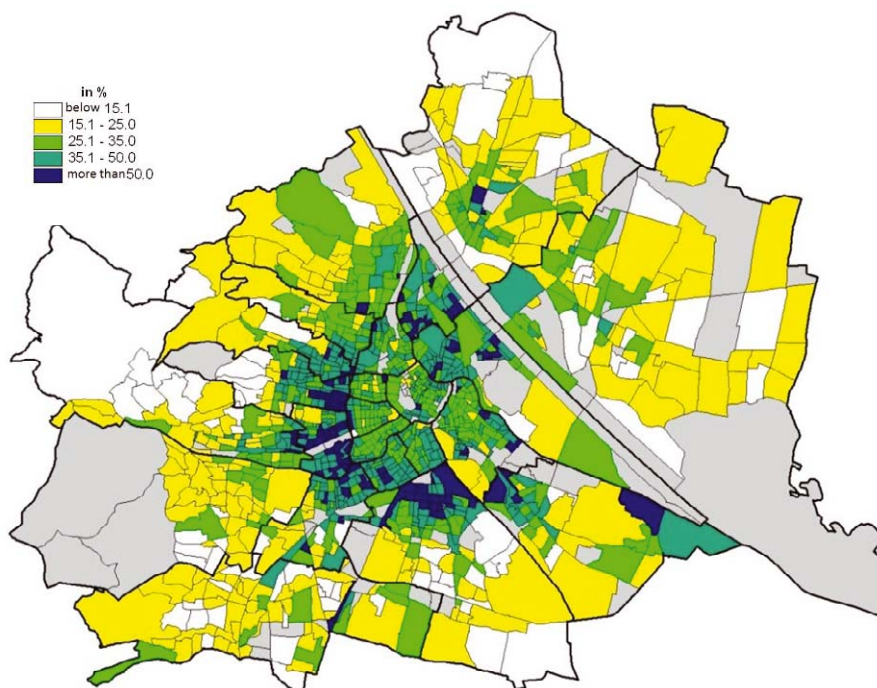 in %
below 15.1
15.1 - 25.0
25.1 - 35.0
35.1 - 50.0
more than50.0